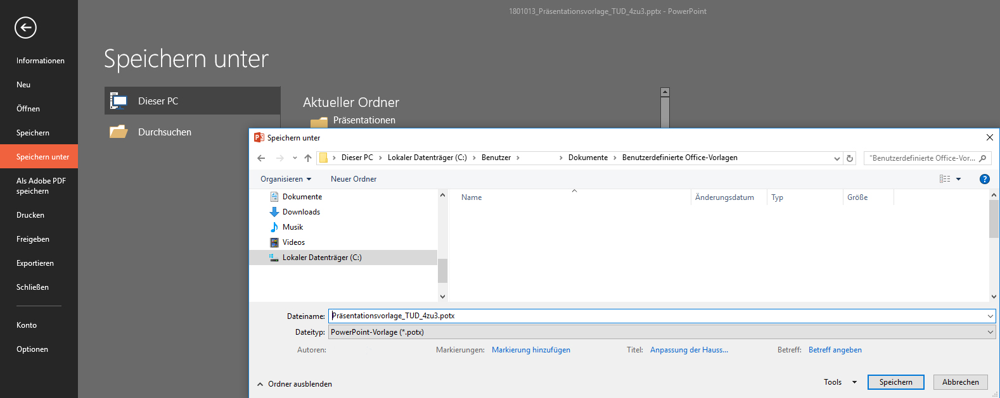 1801013_Präsentationsvorlage_TUD_4zu3.pptx - PowerPoint
Informationen
Neu
Öffnen
Speichern
Speichern unter
Als Adobe PDF
speichern
Drucken
Freigeben
Exportieren
Schließen
Konto
Optionen
Speichern unter
Dieser PC
Durchsuchen
Aktueller Ordner
Präsentationen
Speichern unter
Dieser PC > Lokaler Datenträger (C:) > Benutzer > > Dokumente > Benutzerdefinierte Office-Vorlagen
"Benutzerdefinierte Office-Vor...
Organisieren Neuer Ordner
Dokumente
Downloads
Musik
Videos
Lokaler Datenträger (C:)
Name Änderungsdatum Typ Größe
Dateiname: Präsentationsvorlage_TUD_4zu3.potx
Dateityp: PowerPoint-Vorlage (*.potx)
Autoren: Markierungen: Markierung hinzufügen Titel: Anpassung der Hauss... Betreff: Betreff angeben
Ordner ausblenden
Tools Speichern Abbrechen